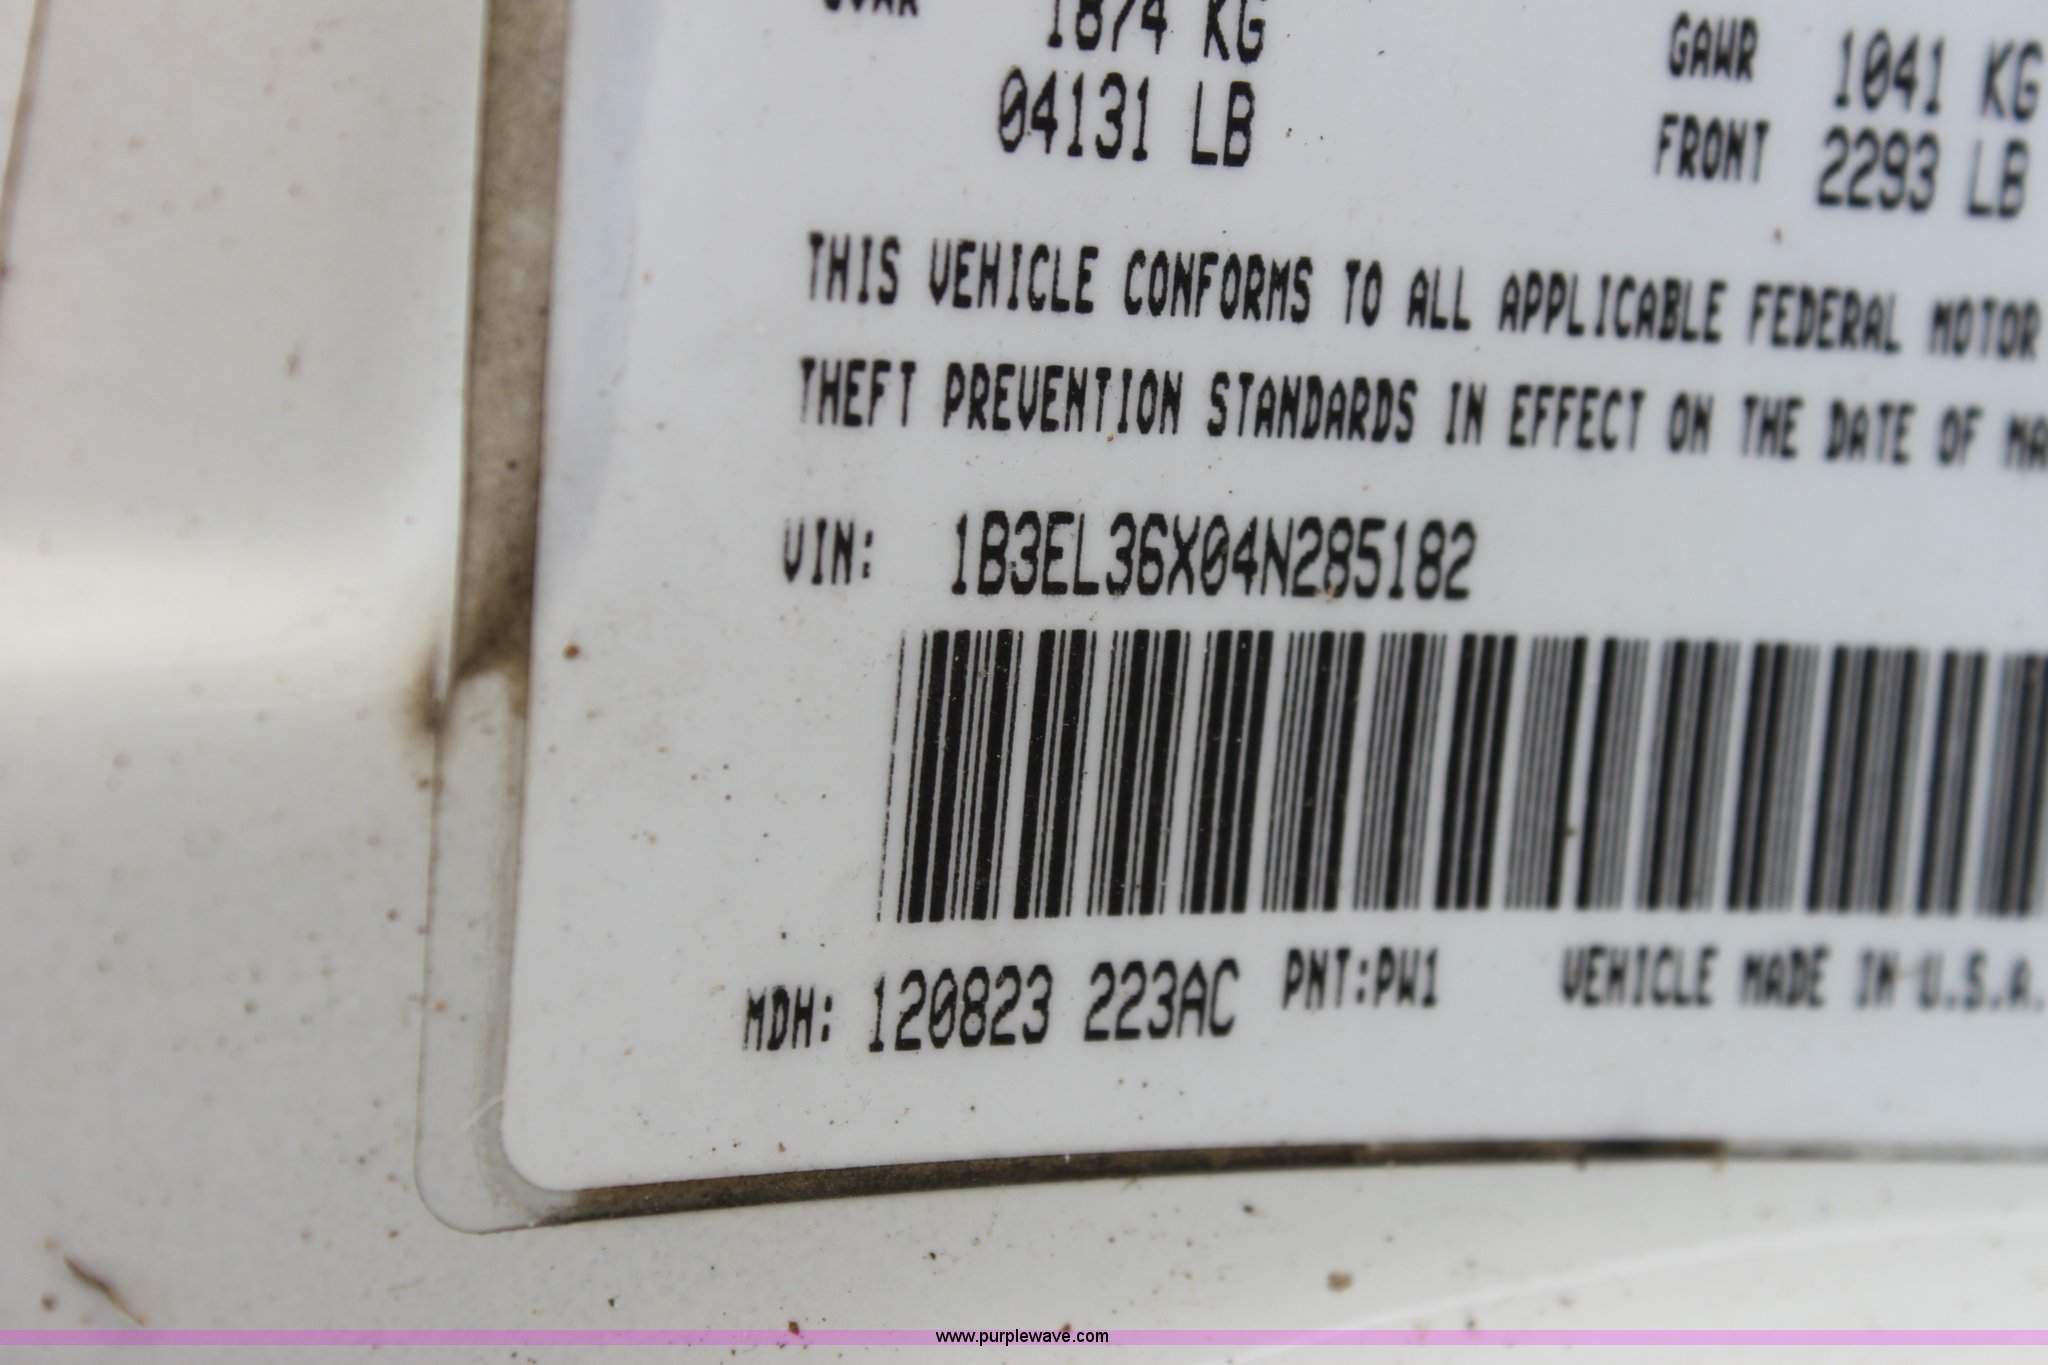 GVWR 1874 KG
04131 LB
GAWR 1041 KG
FRONT 2293 LB
THIS VEHICLE CONFORMS TO ALL APPLICABLE FEDERAL MOTOR
THEFT PREVENTION STANDARDS IN EFFECT ON THE DATE OF MA
VIN: 1B3EL36X04N285182
MDH: 120823 223AC PNT:PW1 VEHICLE MADE IN U.S.A.
www.purplewave.com